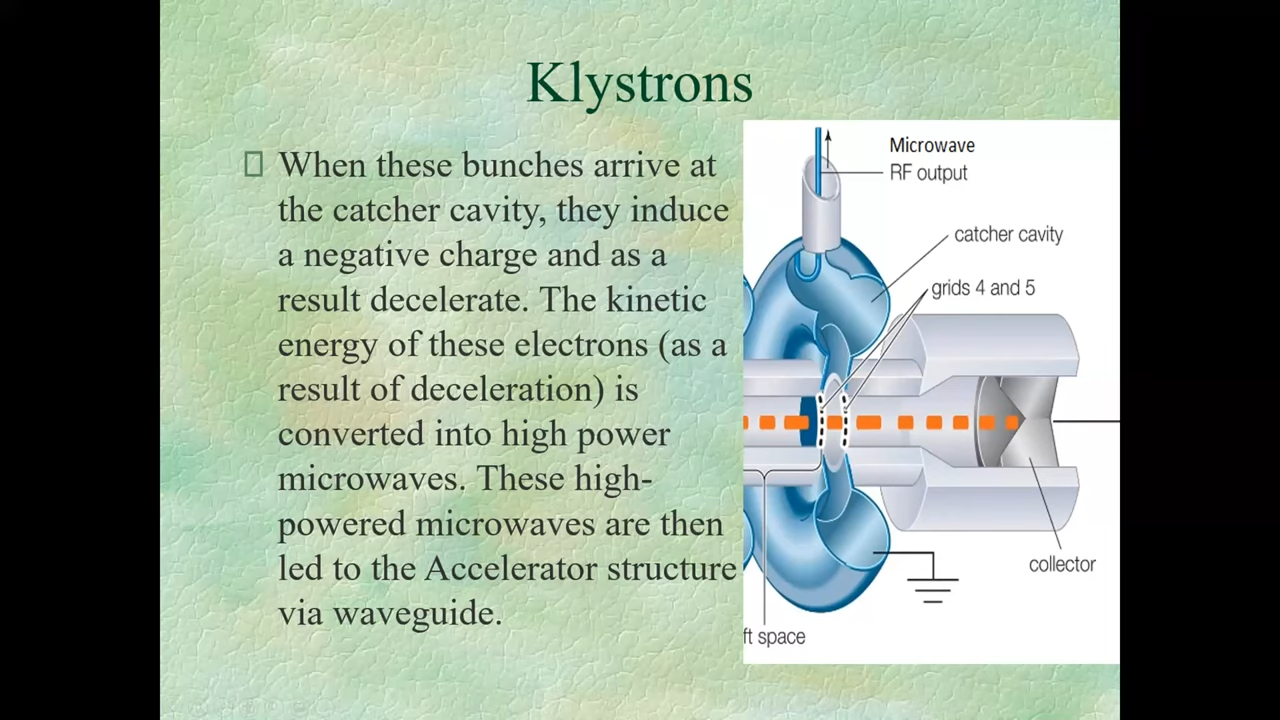 Klystrons
When these bunches arrive at
the catcher cavity, they induce
a negative charge and as a
result decelerate. The kinetic
energy of these electrons (as a
result of deceleration) is
converted into high power
microwaves. These high-
powered microwaves are then
led to the Accelerator structure
via waveguide.
Microwave
RF output
catcher cavity
grids 4 and 5
collector
ft space